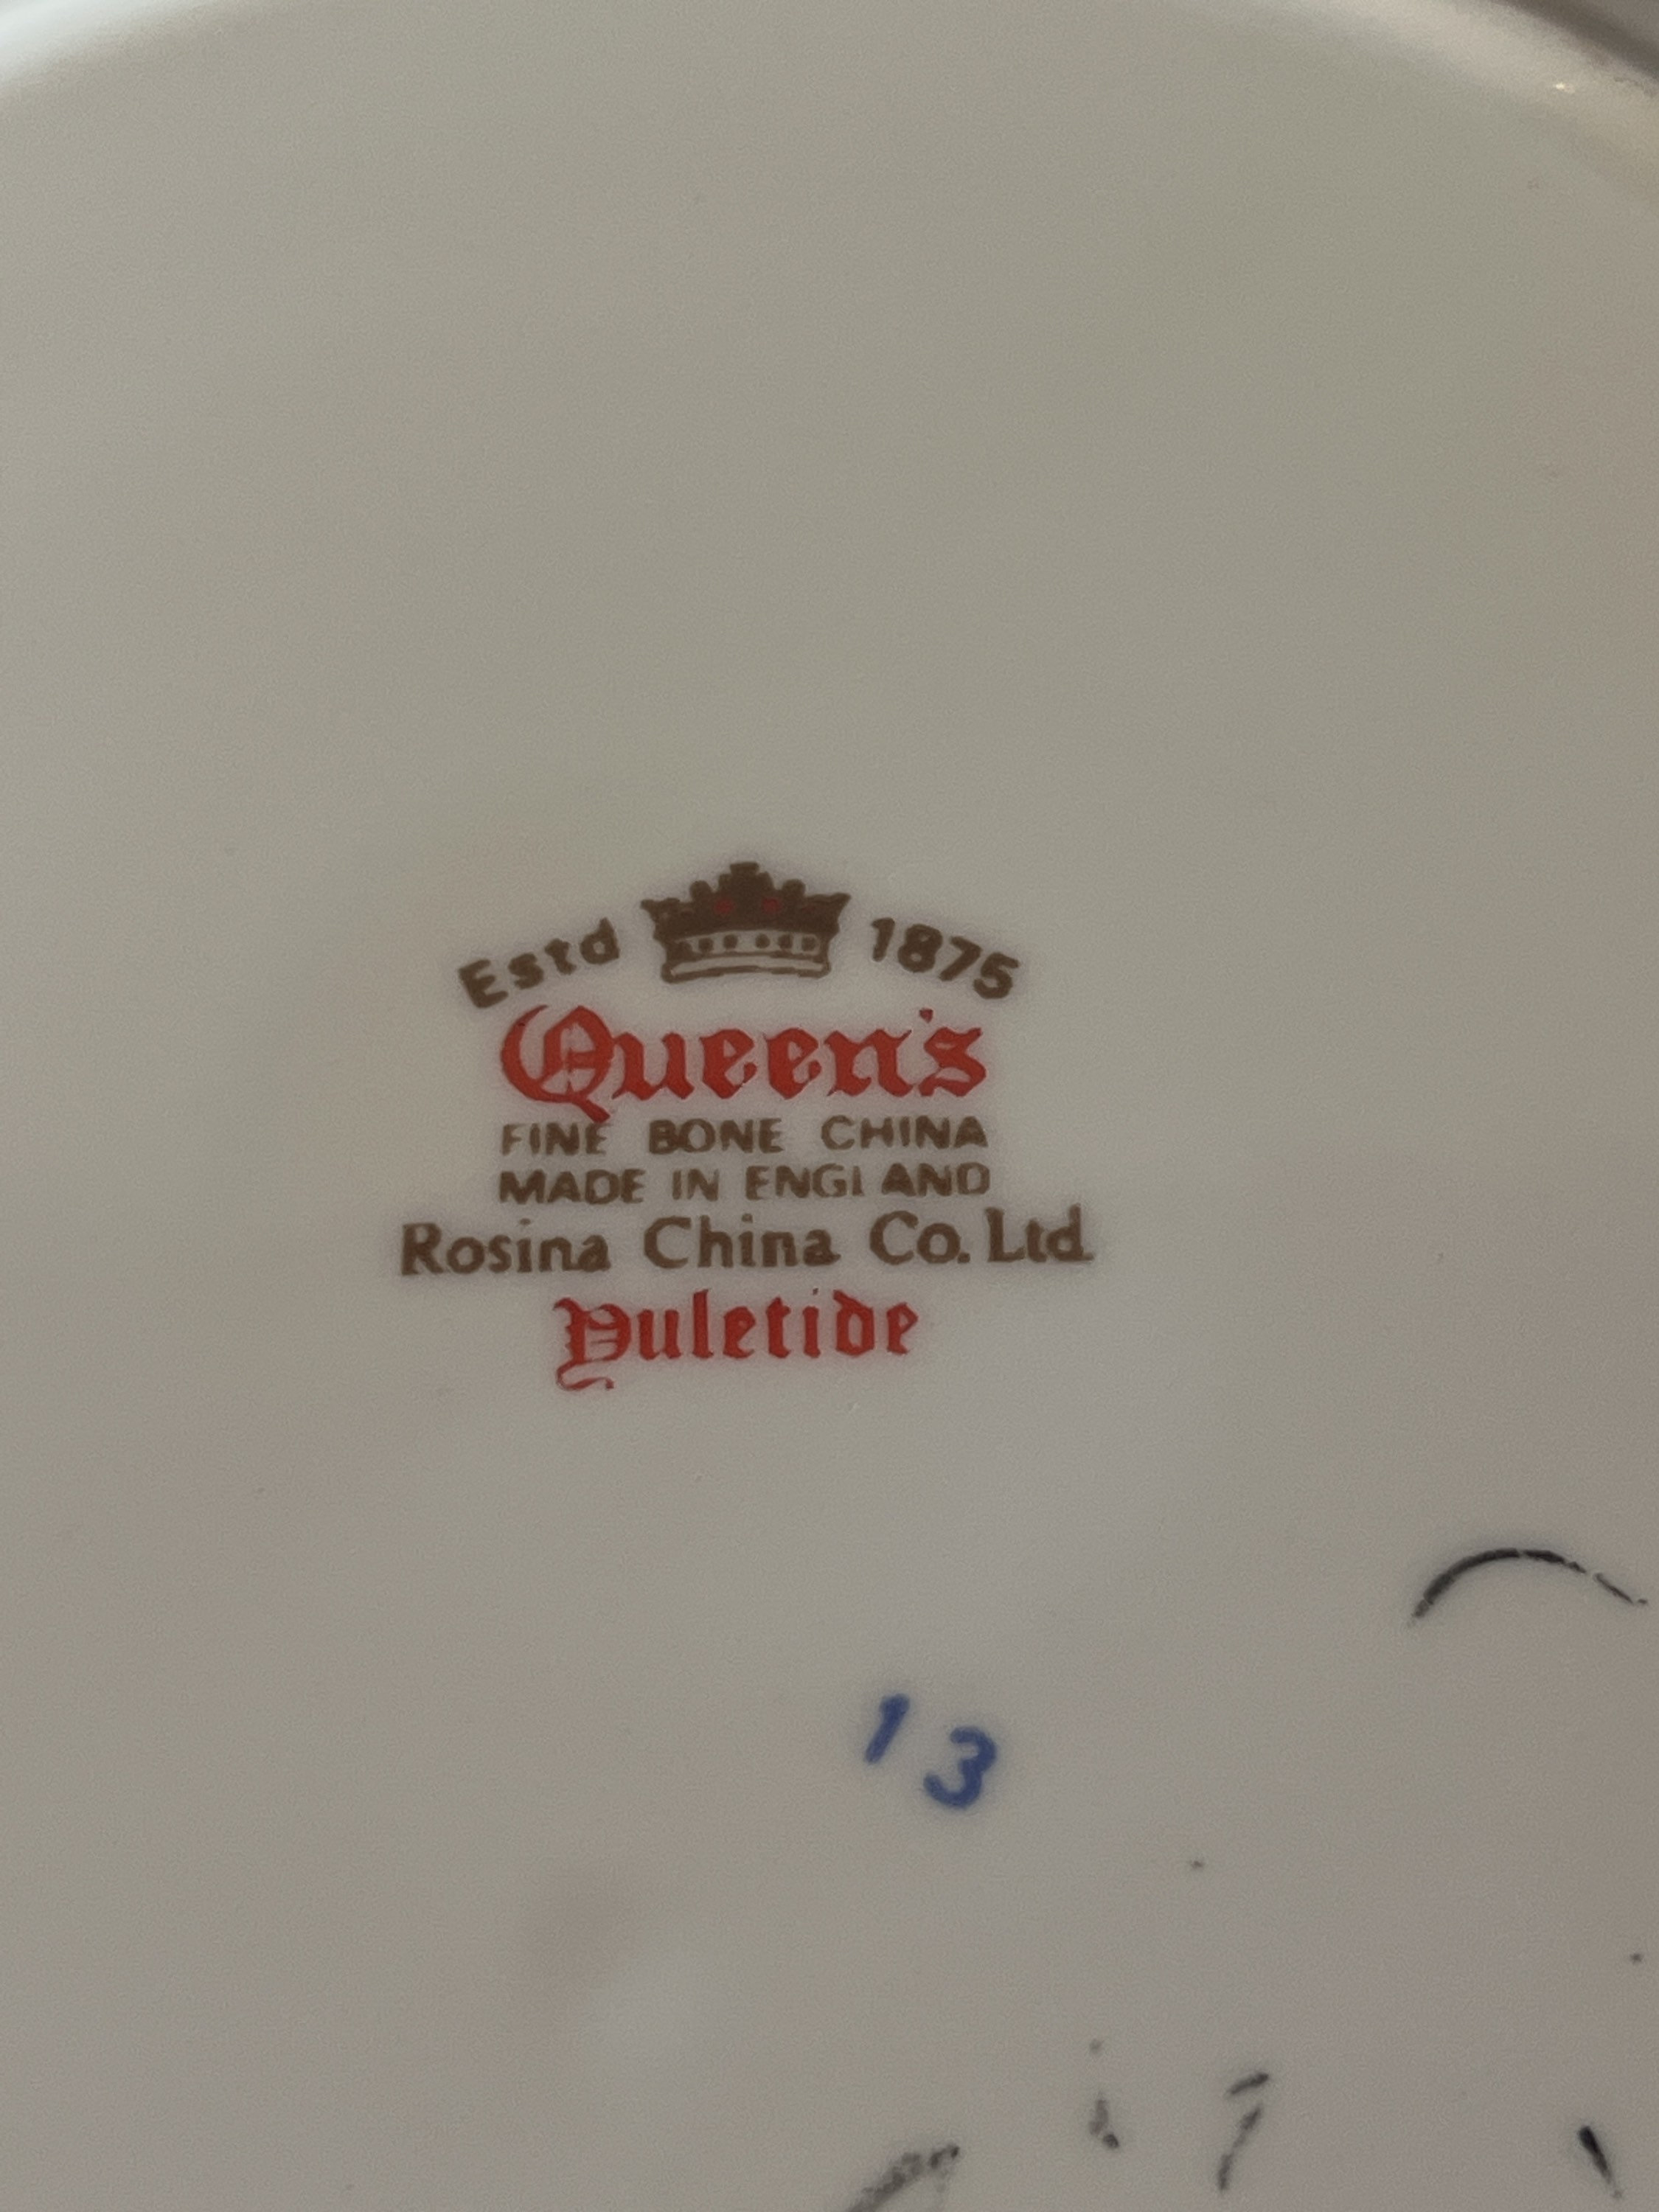 Estd 1875
Queen's
FINE BONE CHINA
MADE IN ENGLAND
Rosina China Co. Ltd.
Yuletide
13